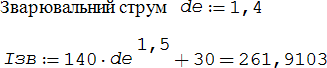 Зварювальний струм de := 1,4
Iзв := 140 · de^1,5 + 30 = 261,9103